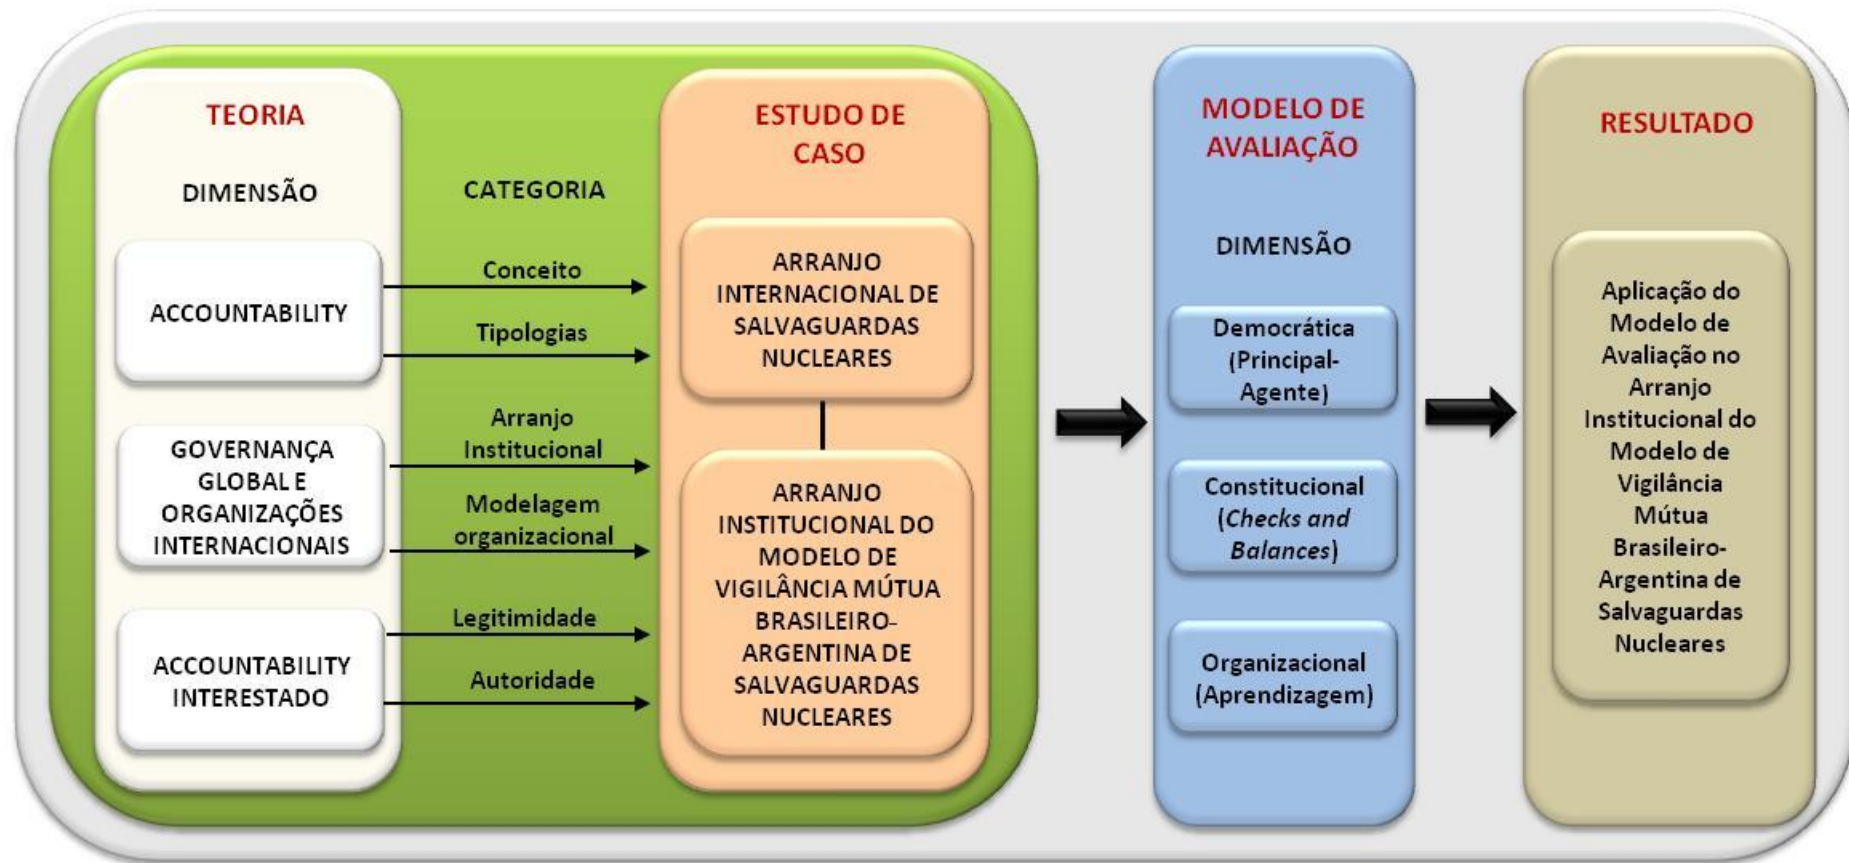 TEORIA
DIMENSÃO
ACCOUNTABILITY
GOVERNANÇA
GLOBAL E
ORGANIZAÇÕES
INTERNACIONAIS
ACCOUNTABILITY
INTERESTADO
CATEGORIA
Conceito
Tipologias
Arranjo
Institucional
Modelagem
organizacional
Legitimidade
Autoridade
ESTUDO DE
CASO
ARRANJO
INTERNACIONAL DE
SALVAGUARDAS
NUCLEARES
ARRANJO
INSTITUCIONAL DO
MODELO DE
VIGILÂNCIA MÚTUA
BRASILEIRO-
ARGENTINA DE
SALVAGUARDAS
NUCLEARES
MODELO DE
AVALIAÇÃO
DIMENSÃO
Democrática
(Principal-
Agente)
Constitucional
(Checks and
Balances)
Organizacional
(Aprendizagem)
RESULTADO
Aplicação do
Modelo de
Avaliação no
Arranjo
Institucional do
Modelo de
Vigilância
Mútua
Brasileiro-
Argentina de
Salvaguardas
Nucleares